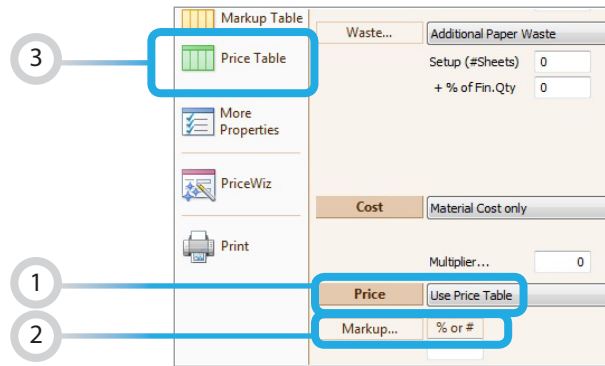 Markup Table
3
Price Table
More
Properties
PriceWiz
Print
1
2
Waste... Additional Paper Waste
Setup (#Sheets) 0
+ % of Fin.Qty 0
Cost Material Cost only
Multiplier... 0
Price Use Price Table
Markup... % or #